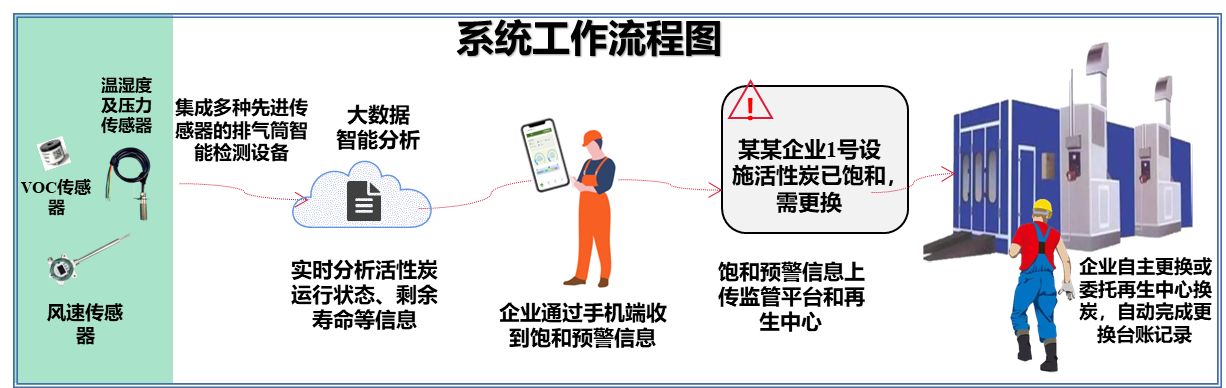 系统工作流程图
温湿度
及压力
传感器
VOC传感
器
风速传感
器
集成多种先进传
感器的排气筒智
能检测设备
大数据
智能分析
实时分析活性炭
运行状态、剩余
寿命等信息
企业通过手机端收
到饱和预警信息
!
某某企业1号设
施活性炭已饱和，
需更换
饱和预警信息上
传监管平台和再
生中心
企业自主更换或
委托再生中心换
炭，自动完成更
换台账记录